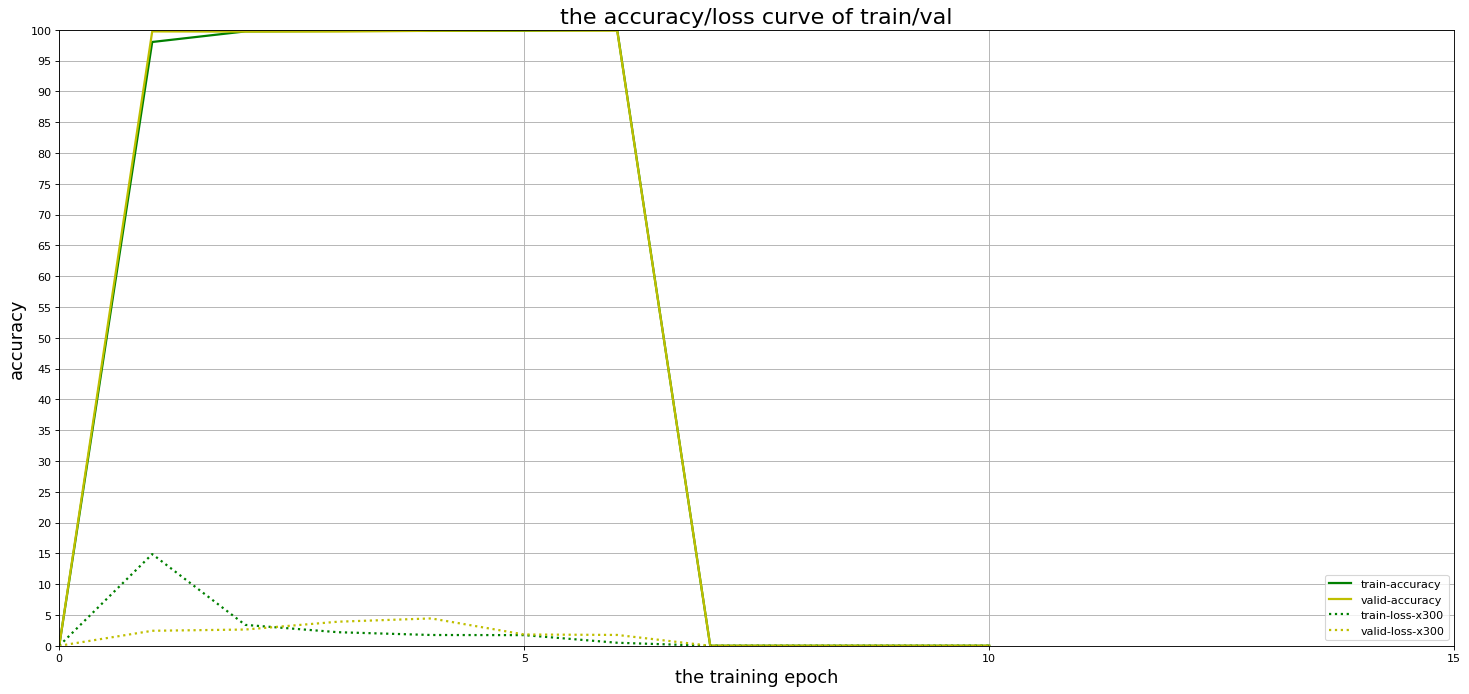 the accuracy/loss curve of train/val
100
95
90
85
80
75
70
65
60
55
50
45
40
35
30
25
20
15
10
5
0
accuracy
0 5 10 15
the training epoch
train-accuracy
valid-accuracy
train-loss-x300
valid-loss-x300